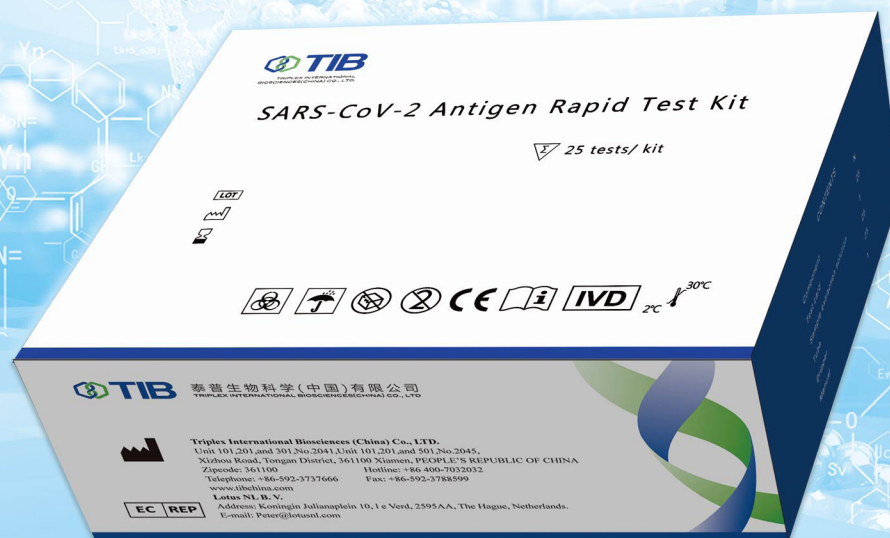 TIB
TRIPLEX INTERNATIONAL
BIOSCIENCES(CHINA) CO., LTD.
SARS-CoV-2 Antigen Rapid Test Kit
Σ 25 tests/ kit
LOT
CE i IVD 2℃ 30℃
CONTENTS
Component
Test card
TIB 泰普生物科学(中国)有限公司
TRIPLEX INTERNATIONAL BIOSCIENCES(CHINA) CO., LTD
Triplex International Biosciences (China) Co., LTD.
Unit 101,201,and 301,No.2041,Unit 101,201,and 501,No.2045,
Xizhou Road, Tongan District, 361100 Xiamen, PEOPLE'S REPUBLIC OF CHINA
Zipcode: 361100 Hotline: +86 400-7032032
Telephone: +86-592-3737666 Fax: +86-592-3788599
www.tibchina.com
Lotus NL B. V.
EC REP
Address: Koningin Julianaplein 10, 1 e Verd, 2595AA, The Hague, Netherlands.
E-mail: Peter@lotusnl.com